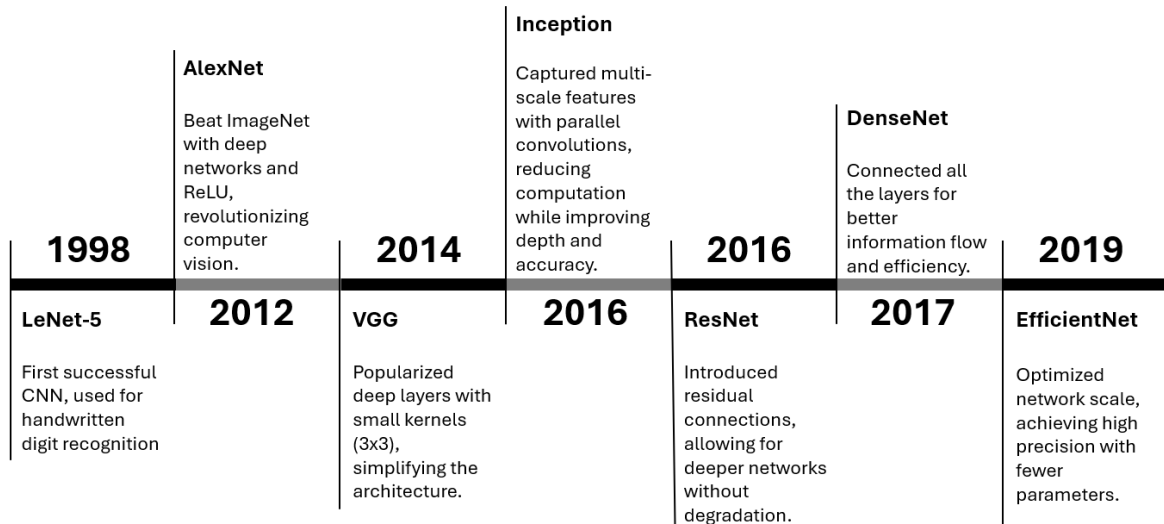 1998
LeNet-5
First successful
CNN, used for
handwritten
digit recognition
AlexNet
Beat ImageNet
with deep
networks and
ReLU,
revolutionizing
computer
vision.
2012
2014
VGG
Popularized
deep layers with
small kernels
(3x3),
simplifying the
architecture.
Inception
Captured multi-
scale features
with parallel
convolutions,
reducing
computation
while improving
depth and
accuracy.
2016
2016
ResNet
Introduced
residual
connections,
allowing for
deeper networks
without
degradation.
DenseNet
Connected all
the layers for
better
information flow
and efficiency.
2017
2019
EfficientNet
Optimized
network scale,
achieving high
precision with
fewer
parameters.